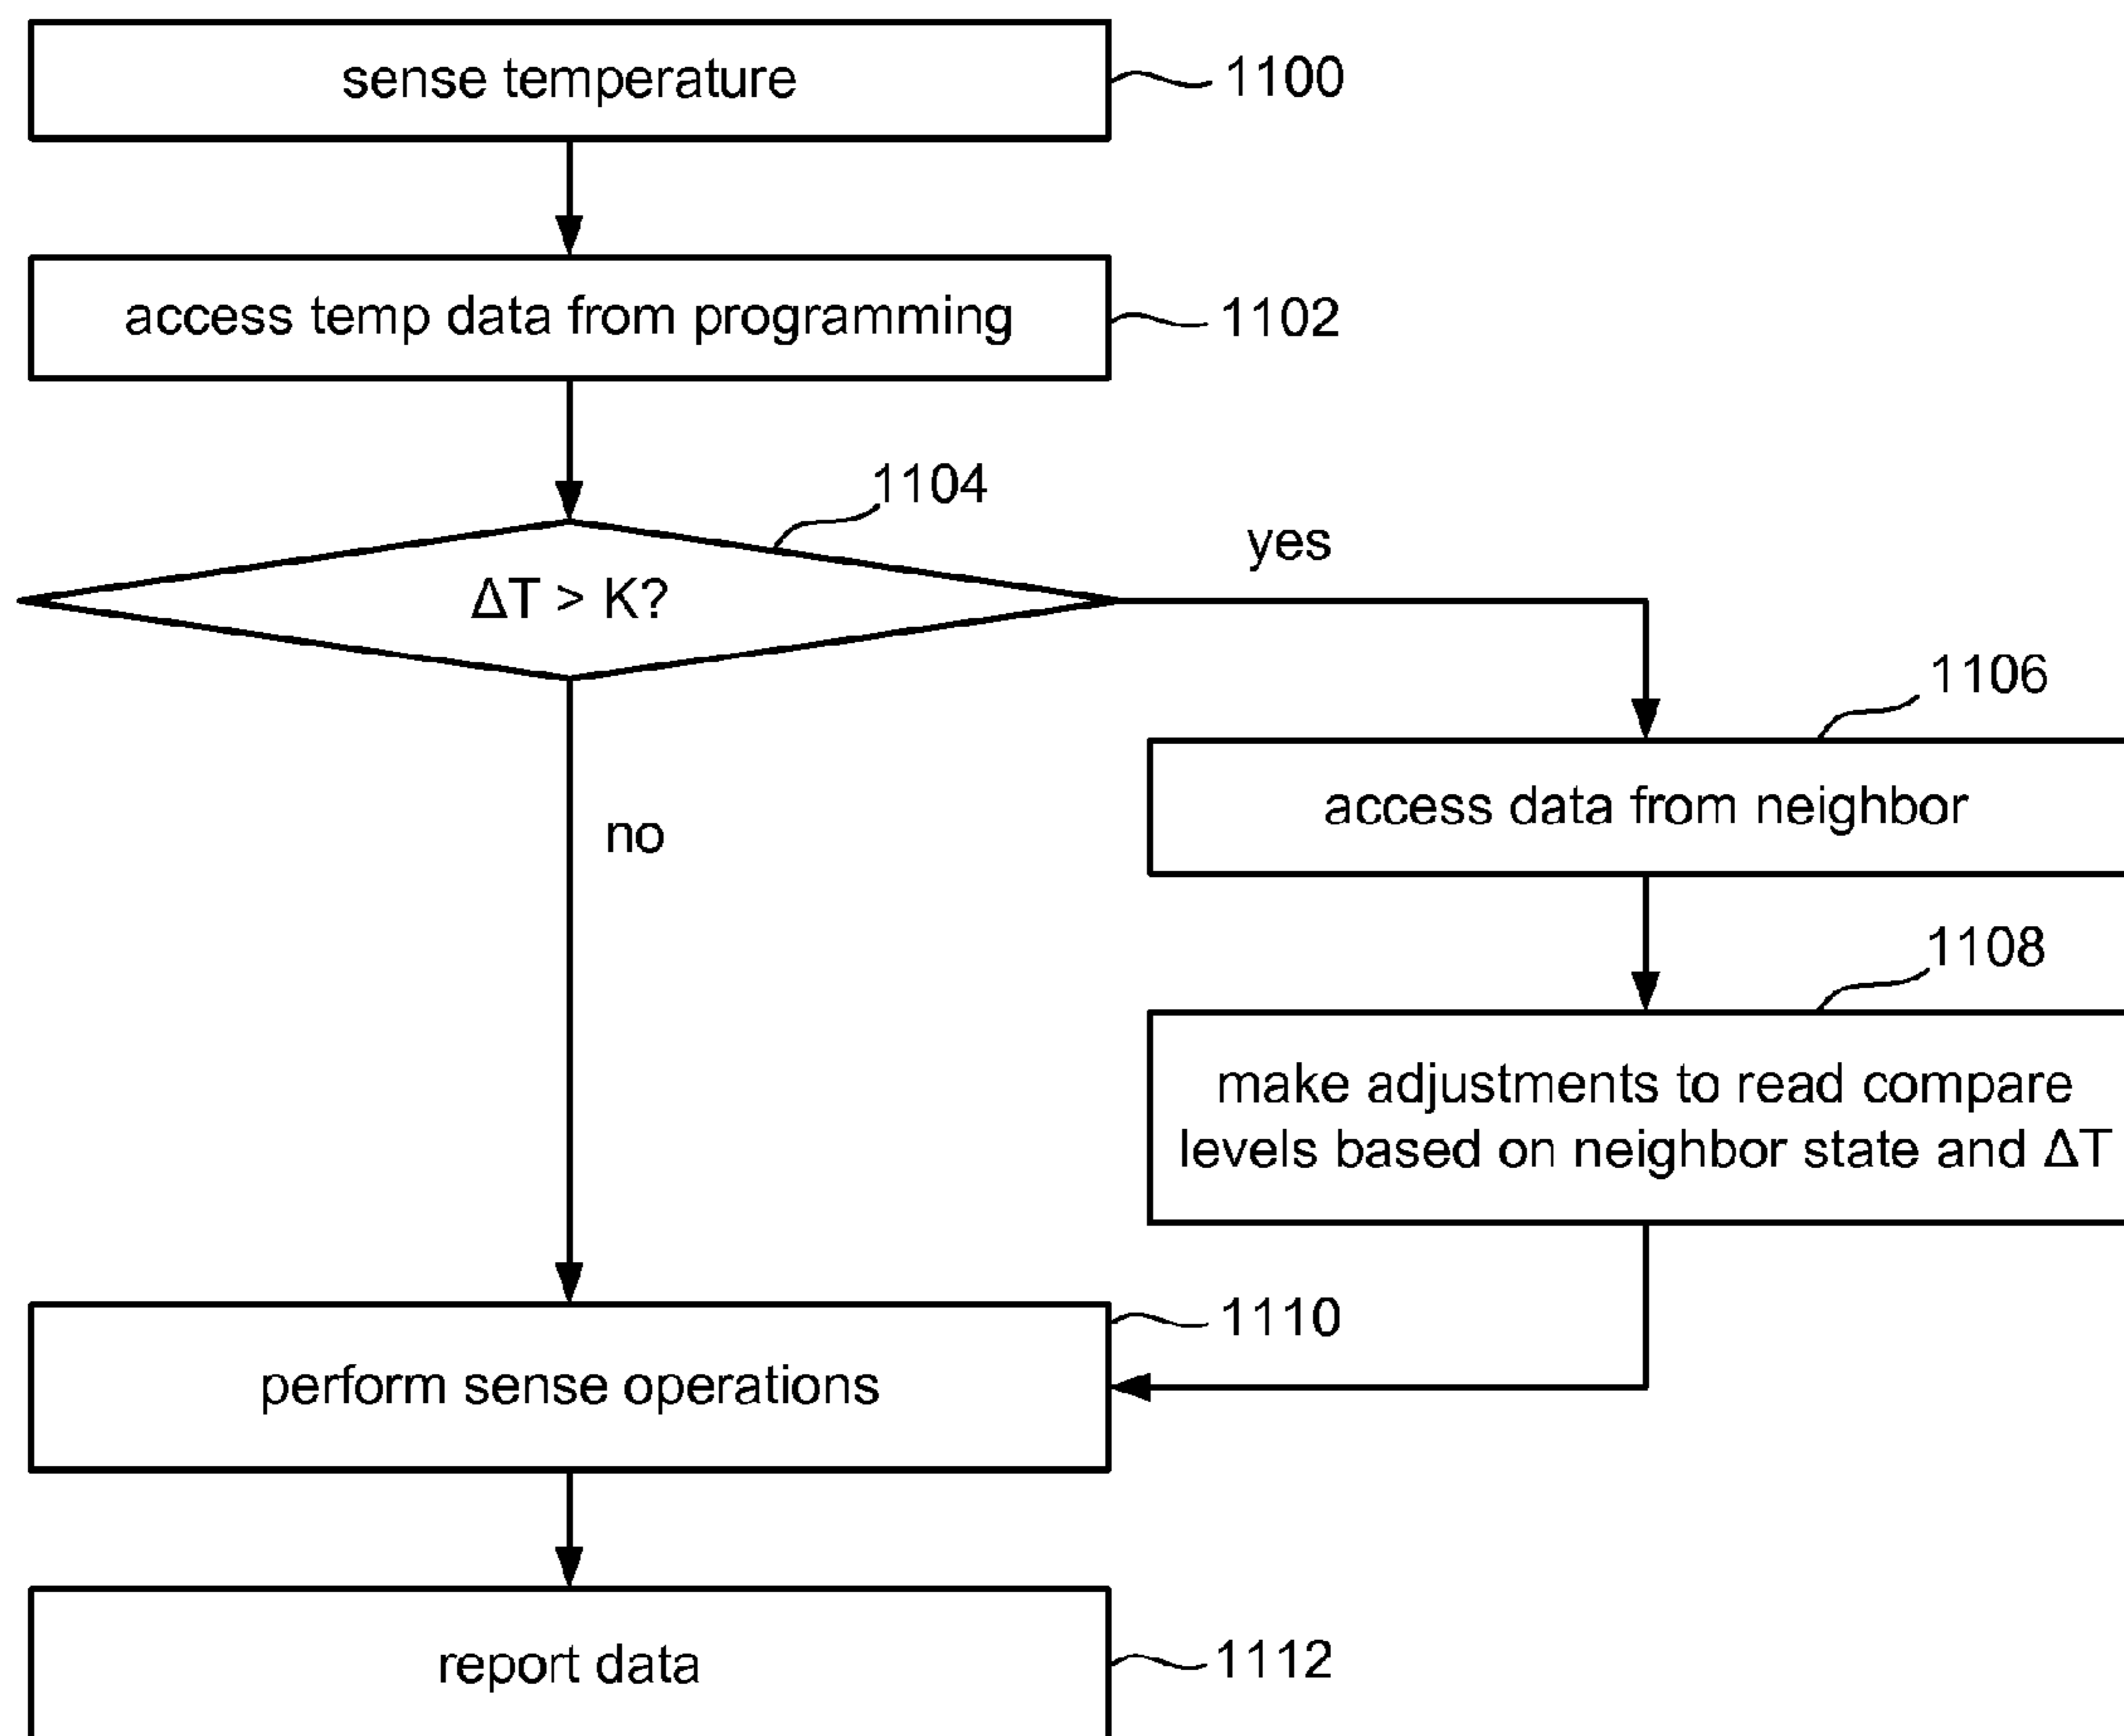 sense temperature
1100
access temp data from programming
1102
1104
ΔT > K?
yes
1106
no
access data from neighbor
1108
make adjustments to read compare
levels based on neighbor state and ΔT
1110
perform sense operations
report data
1112